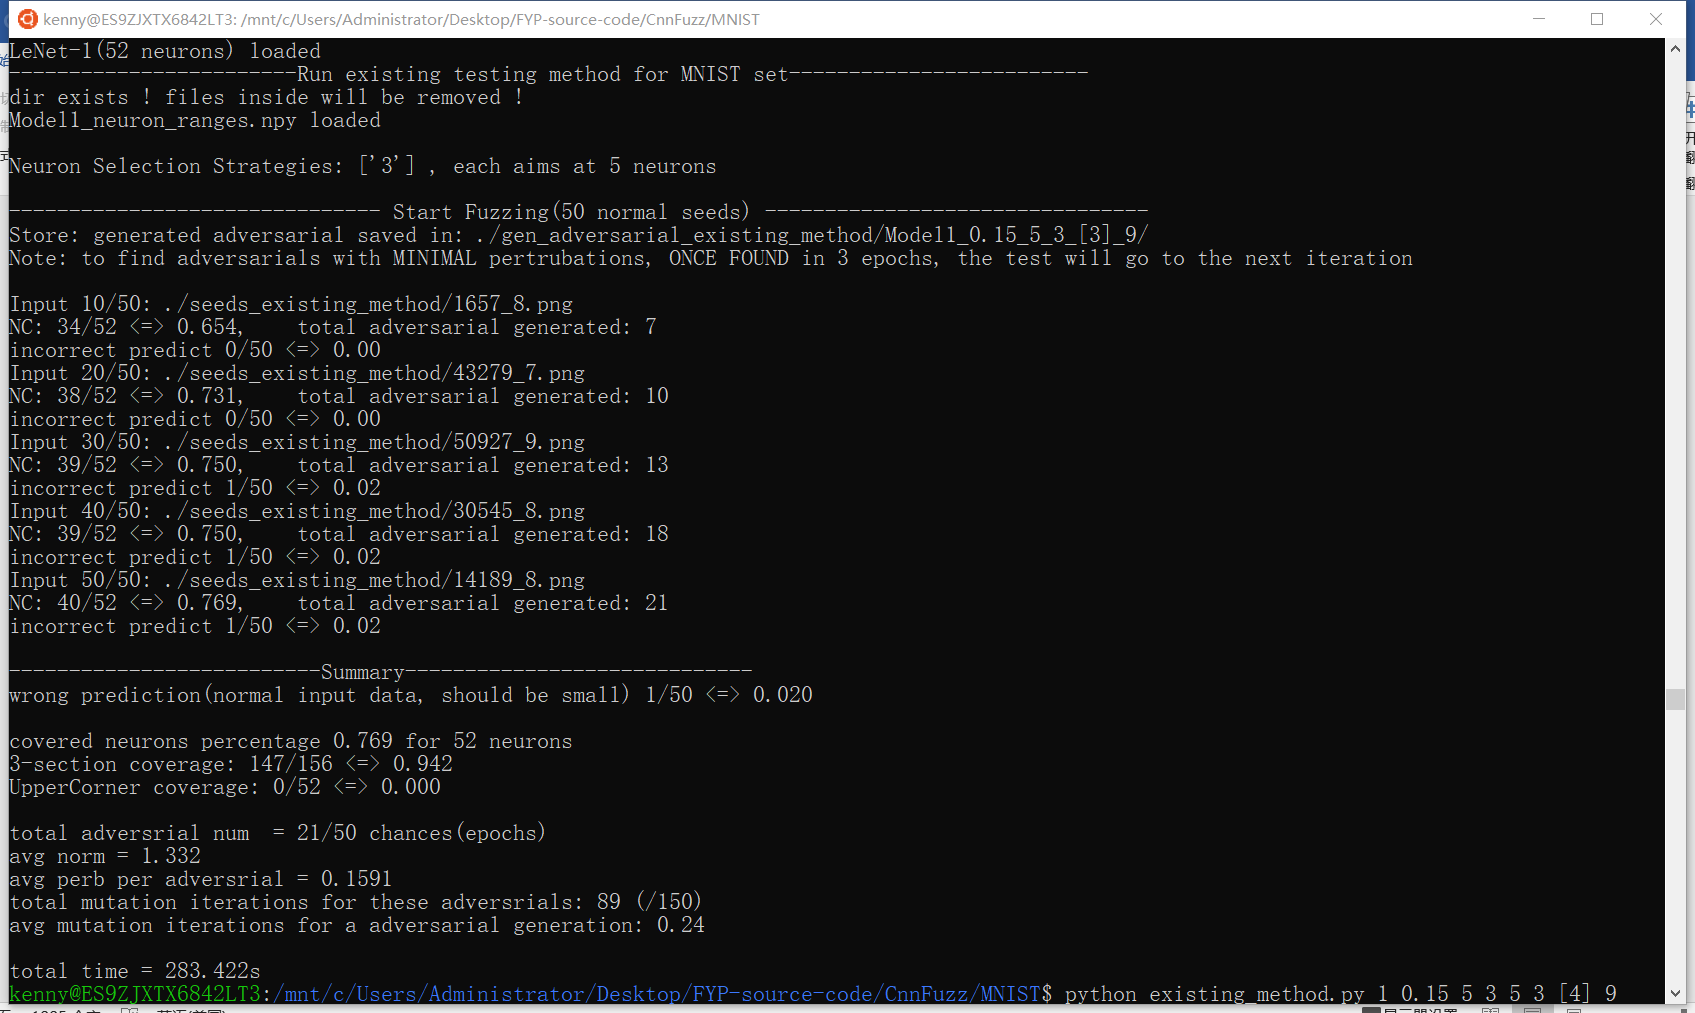 kenny@ES9ZJXTX6842LT3: /mnt/c/Users/Administrator/Desktop/FYP-source-code/CnnFuzz/MNIST
LeNet-1(52 neurons) loaded
------------------------Run existing testing method for MNIST set-------------------------
dir exists ! files inside will be removed !
Model1_neuron_ranges.npy loaded
Neuron Selection Strategies: ['3'] , each aims at 5 neurons
------------------------------- Start Fuzzing(50 normal seeds) --------------------------------
Store: generated adversarial saved in: ./gen_adversarial_existing_method/Model1_0.15_5_3_[3]_9/
Note: to find adversarials with MINIMAL pertrubations, ONCE FOUND in 3 epochs, the test will go to the next iteration
Input 10/50: ./seeds_existing_method/1657_8.png
NC: 34/52 <=> 0.654,    total adversarial generated: 7
incorrect predict 0/50 <=> 0.00
Input 20/50: ./seeds_existing_method/43279_7.png
NC: 38/52 <=> 0.731,    total adversarial generated: 10
incorrect predict 0/50 <=> 0.00
Input 30/50: ./seeds_existing_method/50927_9.png
NC: 39/52 <=> 0.750,    total adversarial generated: 13
incorrect predict 1/50 <=> 0.02
Input 40/50: ./seeds_existing_method/30545_8.png
NC: 39/52 <=> 0.750,    total adversarial generated: 18
incorrect predict 1/50 <=> 0.02
Input 50/50: ./seeds_existing_method/14189_8.png
NC: 40/52 <=> 0.769,    total adversarial generated: 21
incorrect predict 1/50 <=> 0.02
--------------------------Summary-----------------------------
wrong prediction(normal input data, should be small) 1/50 <=> 0.020
covered neurons percentage 0.769 for 52 neurons
3-section coverage: 147/156 <=> 0.942
UpperCorner coverage: 0/52 <=> 0.000
total adversrial num  = 21/50 chances(epochs)
avg norm = 1.332
avg perb per adversrial = 0.1591
total mutation iterations for these adversrials: 89 (/150)
avg mutation iterations for a adversarial generation: 0.24
total time = 283.422s
kenny@ES9ZJXTX6842LT3:/mnt/c/Users/Administrator/Desktop/FYP-source-code/CnnFuzz/MNIST$ python existing_method.py 1 0.15 5 3 5 3 [4] 9